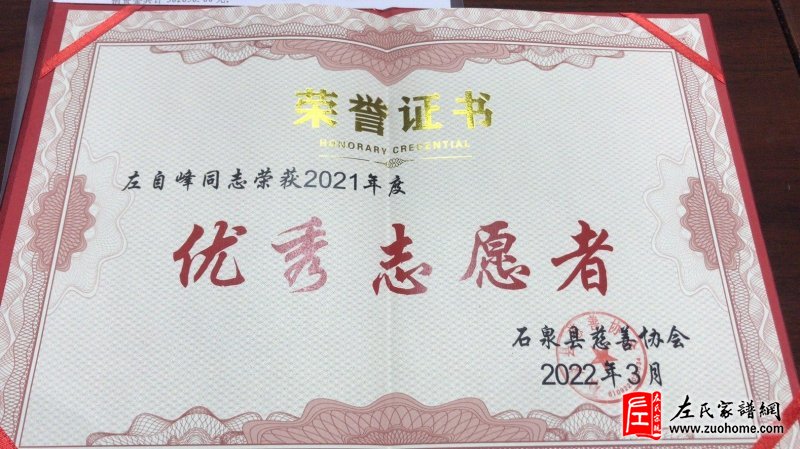 荣誉证书
HONORARY CREDENTIAL
左自峰同志荣获2021年度
优秀志愿者
石泉县慈善协会
2022年3月
左氏家譜網
www.zuohome.com